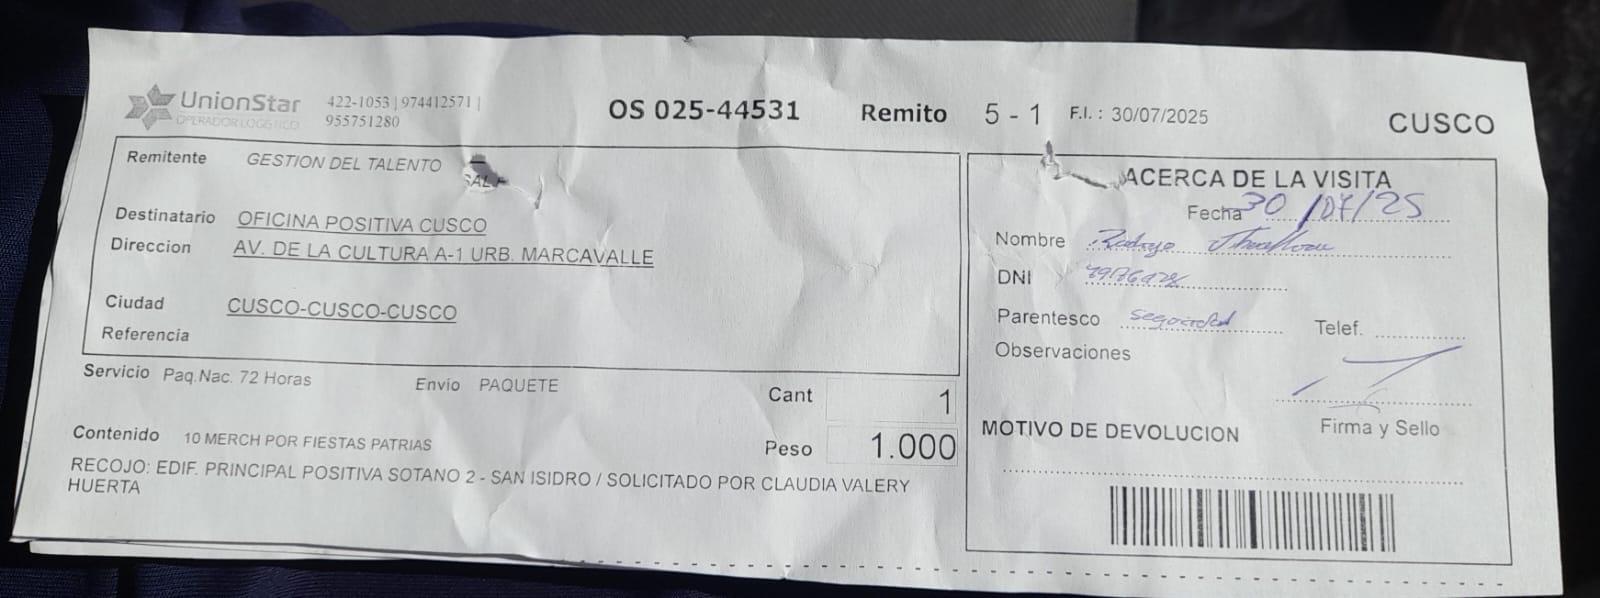 UnionStar
OPERADOR LOGISTICO
422-1053 | 974412571 |
955751280
OS 025-44531
Remito 5 - 1
F.I. : 30/07/2025
CUSCO
Remitente GESTION DEL TALENTO
Destinatario OFICINA POSITIVA CUSCO
Direccion AV. DE LA CULTURA A-1 URB. MARCAVALLE
Ciudad CUSCO-CUSCO-CUSCO
Referencia
Servicio Paq.Nac. 72 Horas
Envío PAQUETE
Cant 1
Contenido 10 MERCH POR FIESTAS PATRIAS
Peso 1.000
RECOJO: EDIF. PRINCIPAL POSITIVA SOTANO 2 - SAN ISIDRO / SOLICITADO POR CLAUDIA VALERY
HUERTA
ACERCA DE LA VISITA
Fecha 30/07/25
Nombre Rodrigo
DNI
Parentesco seguridad
Telef.
Observaciones
Firma y Sello
MOTIVO DE DEVOLUCION